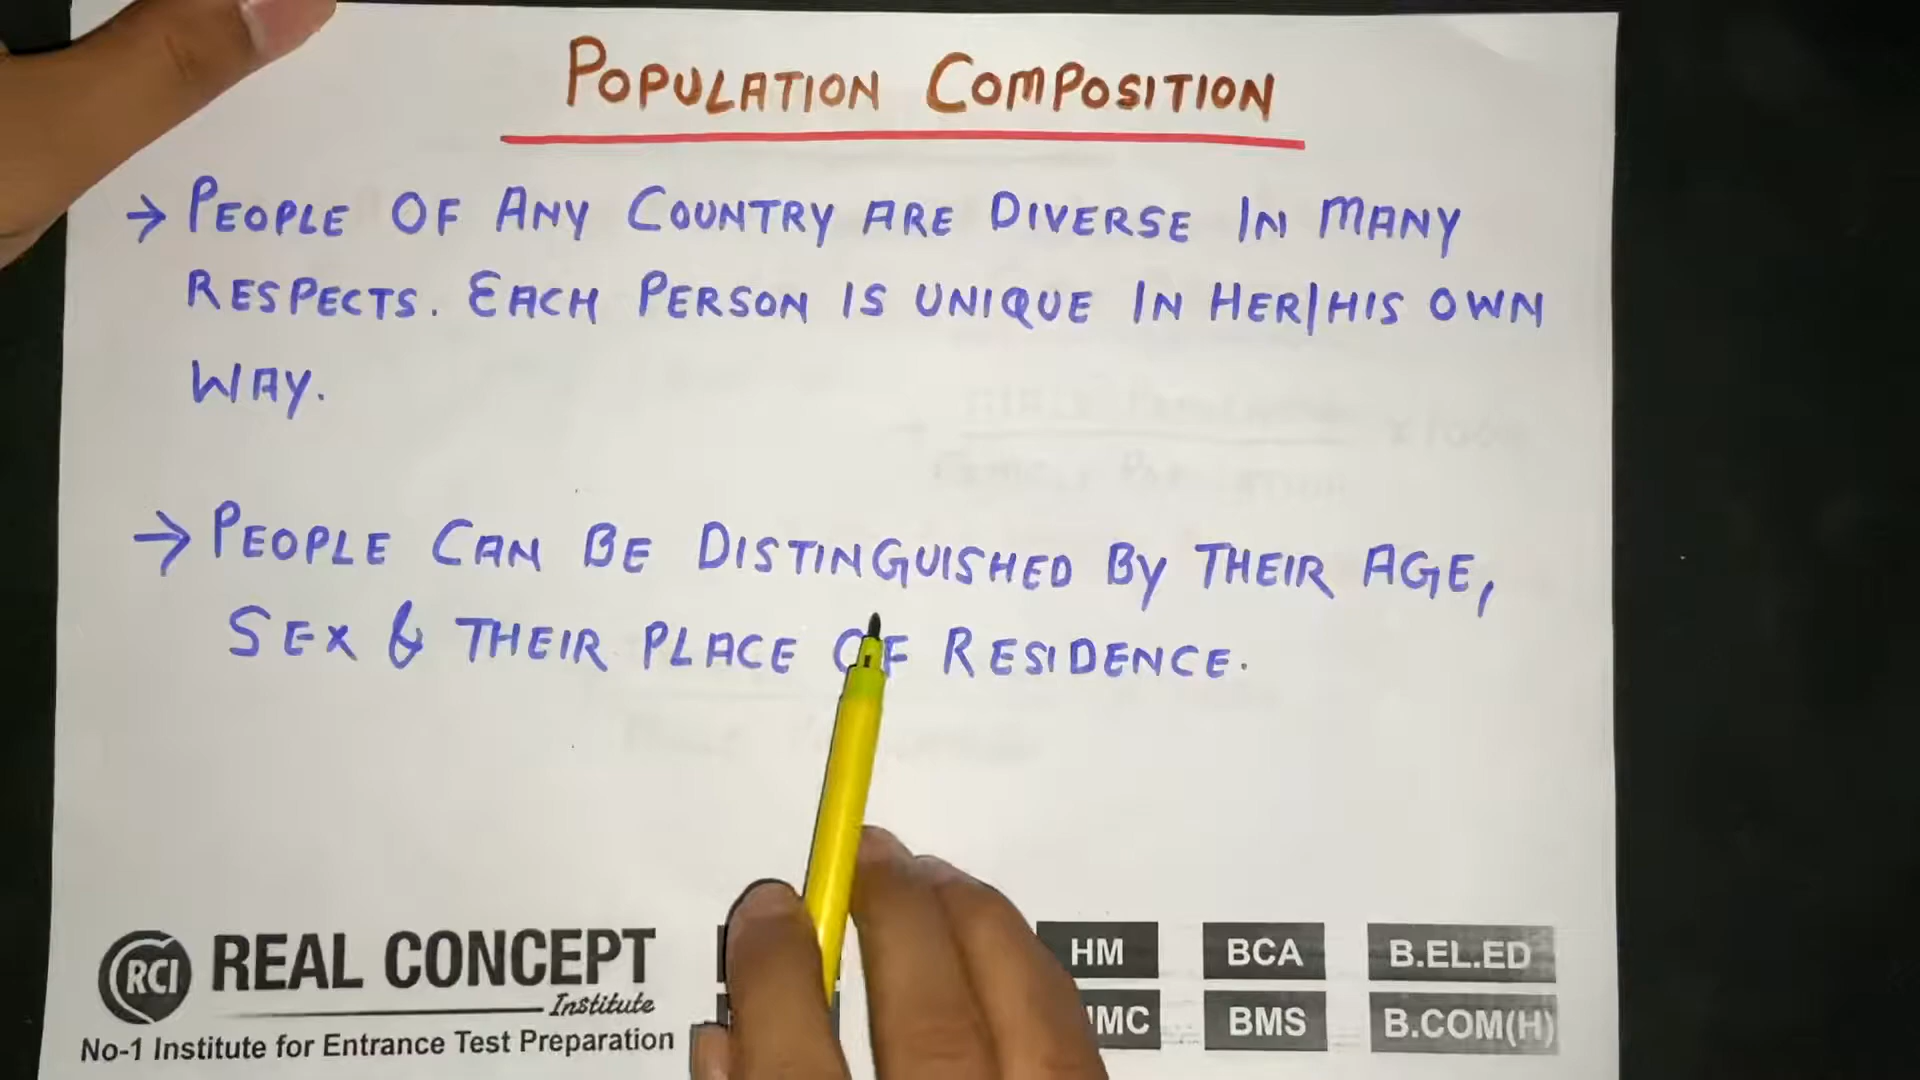 POPULATION COMPOSITION
→ PEOPLE OF ANY COUNTRY ARE DIVERSE IN MANY
RESPECTS. EACH PERSON IS UNIQUE IN HER/HIS OWN
WAY.
→ PEOPLE CAN BE DISTINGUISHED BY THEIR AGE,
SEX & THEIR PLACE OF RESIDENCE.
RCI REAL CONCEPT
Institute
No-1 Institute for Entrance Test Preparation
HM BCA B.EL.ED
MC BMS B.COM(H)